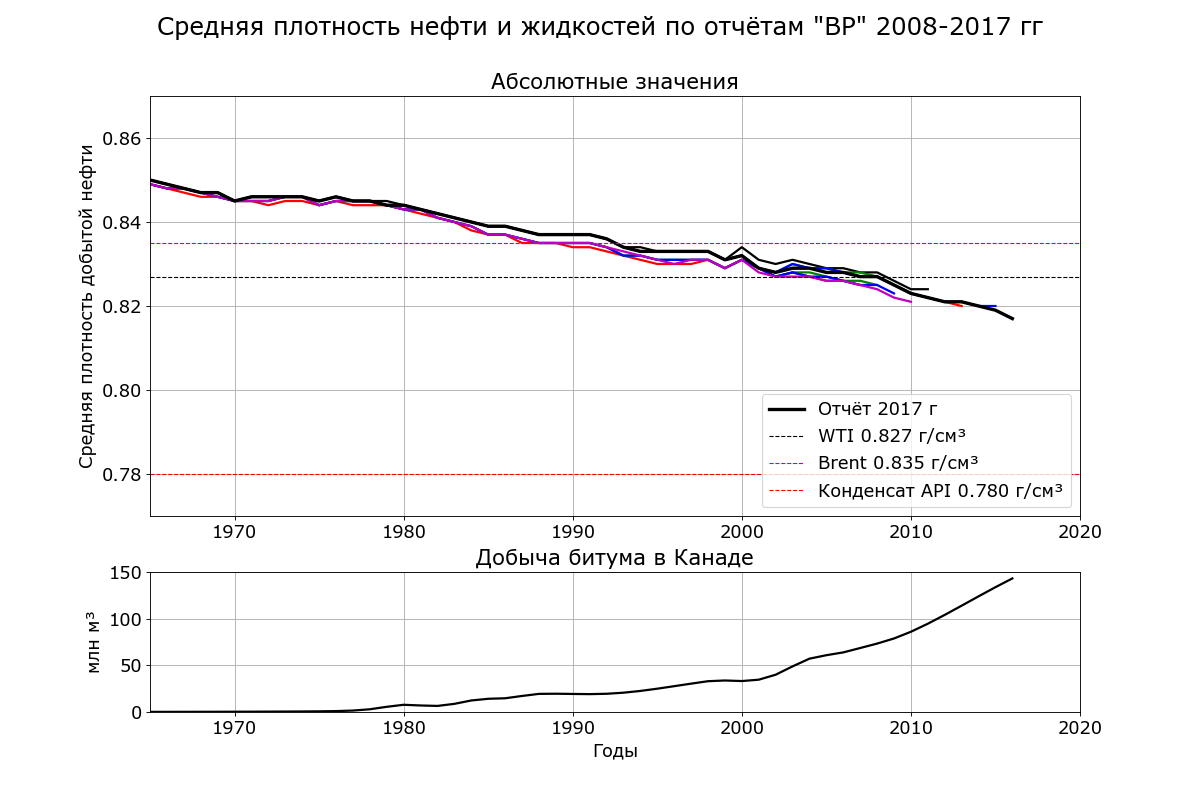 Средняя плотность нефти и жидкостей по отчётам "BP" 2008-2017 гг
Абсолютные значения
Средняя плотность добытой нефти
0.86
0.84
0.82
0.80
0.78
Отчёт 2017 г
WTI 0.827 г/см³
Brent 0.835 г/см³
Конденсат API 0.780 г/см³
1970 1980 1990 2000 2010 2020
Добыча битума в Канаде
млн м³
150
100
50
0
1970 1980 1990 2000 2010 2020
Годы